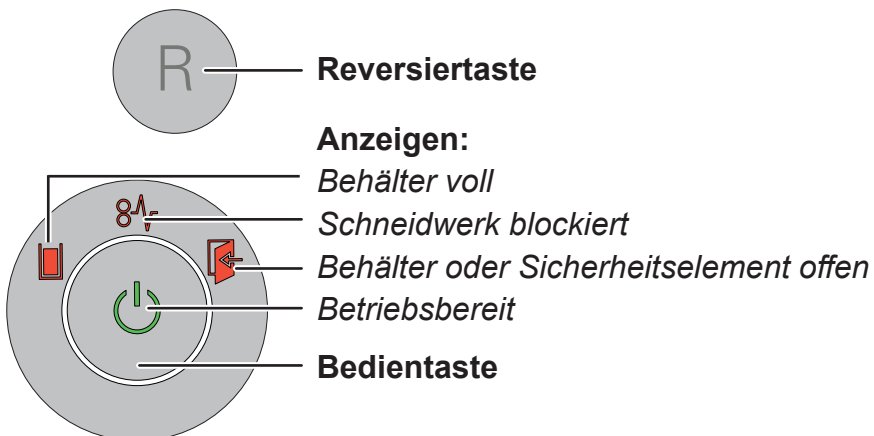 R
Reversiertaste
Anzeigen:
Behälter voll
Schneidwerk blockiert
Behälter oder Sicherheitselement offen
Betriebsbereit
Bedientaste